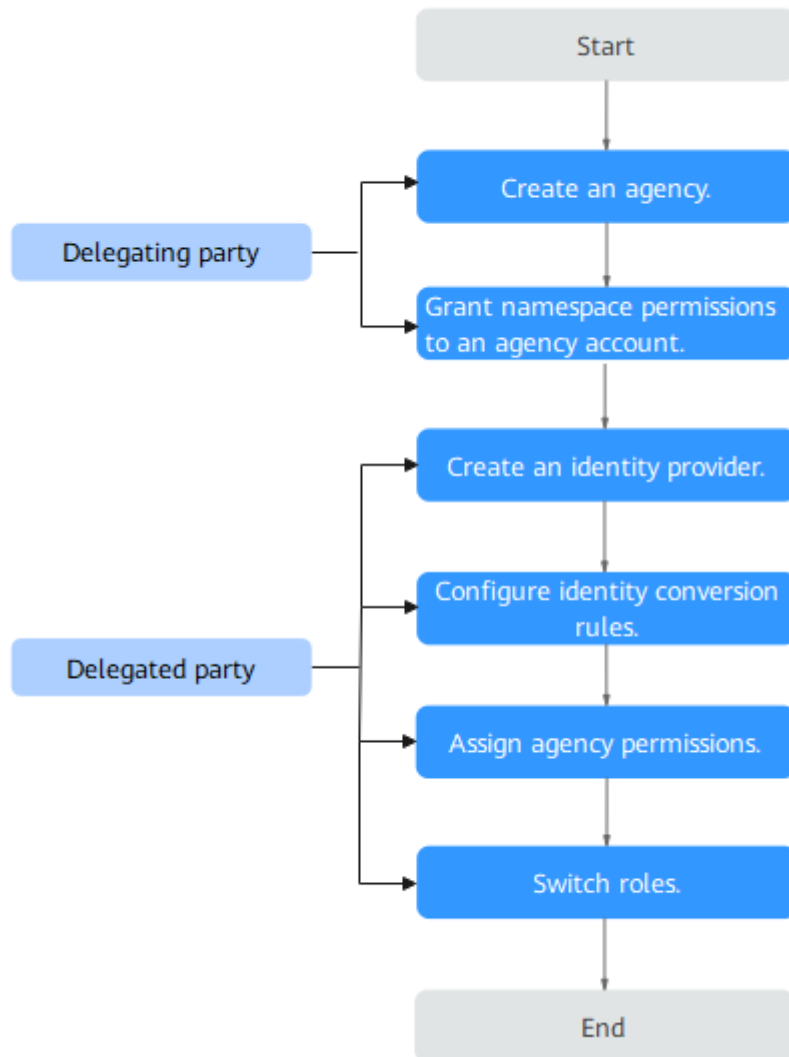 Start
Create an agency.
Delegating party
Grant namespace permissions
to an agency account.
Create an identity provider.
Configure identity conversion
rules.
Delegated party
Assign agency permissions.
Switch roles.
End